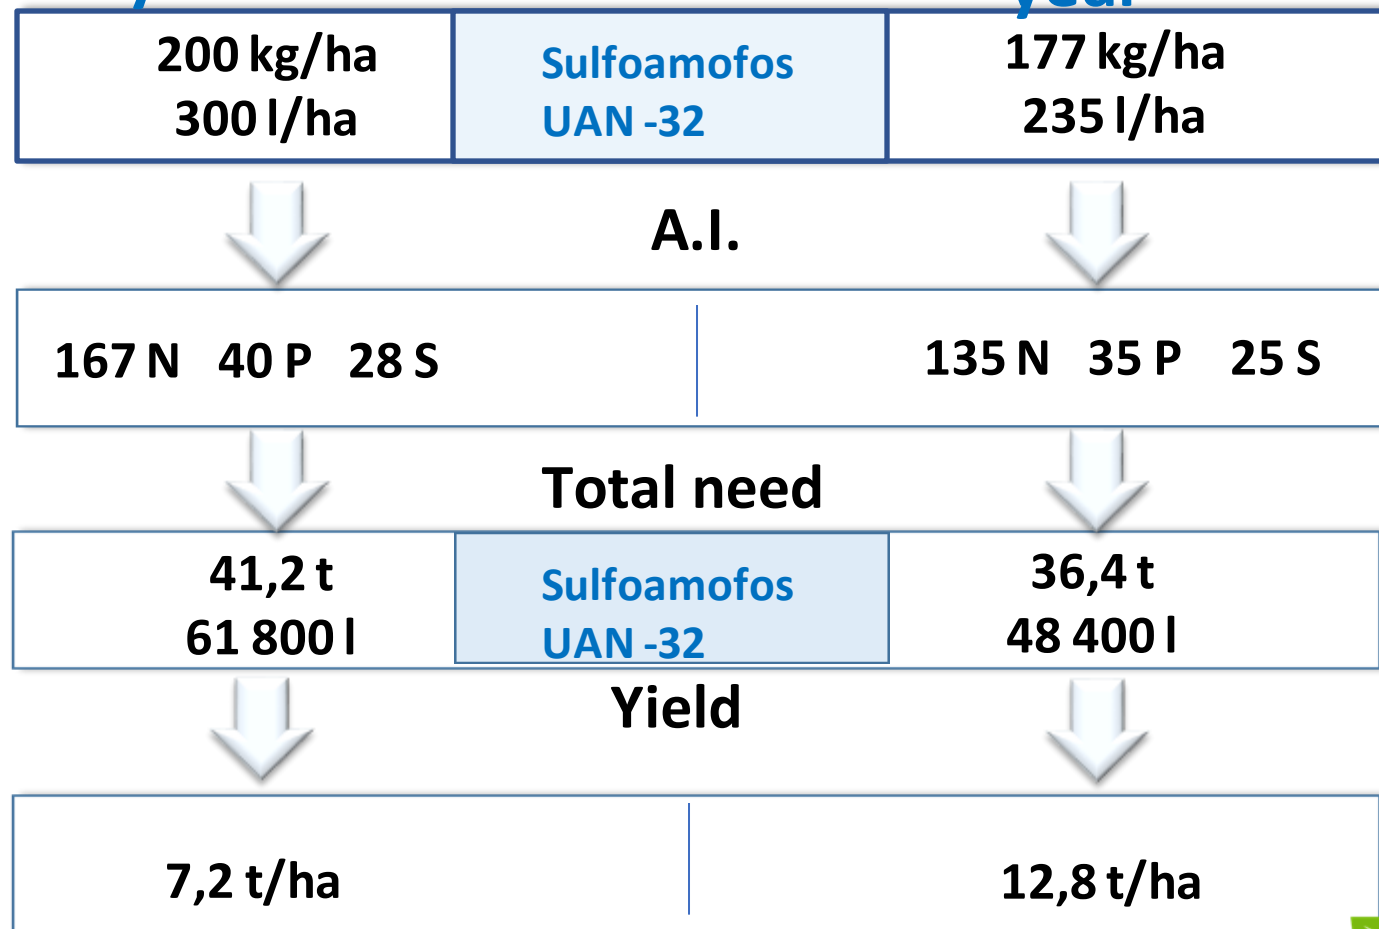 200 kg/ha Sulfoamofos 177 kg/ha
300 l/ha UAN -32 235 l/ha
A.I.
167 N 40 P 28 S 135 N 35 P 25 S
Total need
41,2 t Sulfoamofos 36,4 t
61 800 l UAN -32 48 400 l
Yield
7,2 t/ha 12,8 t/ha